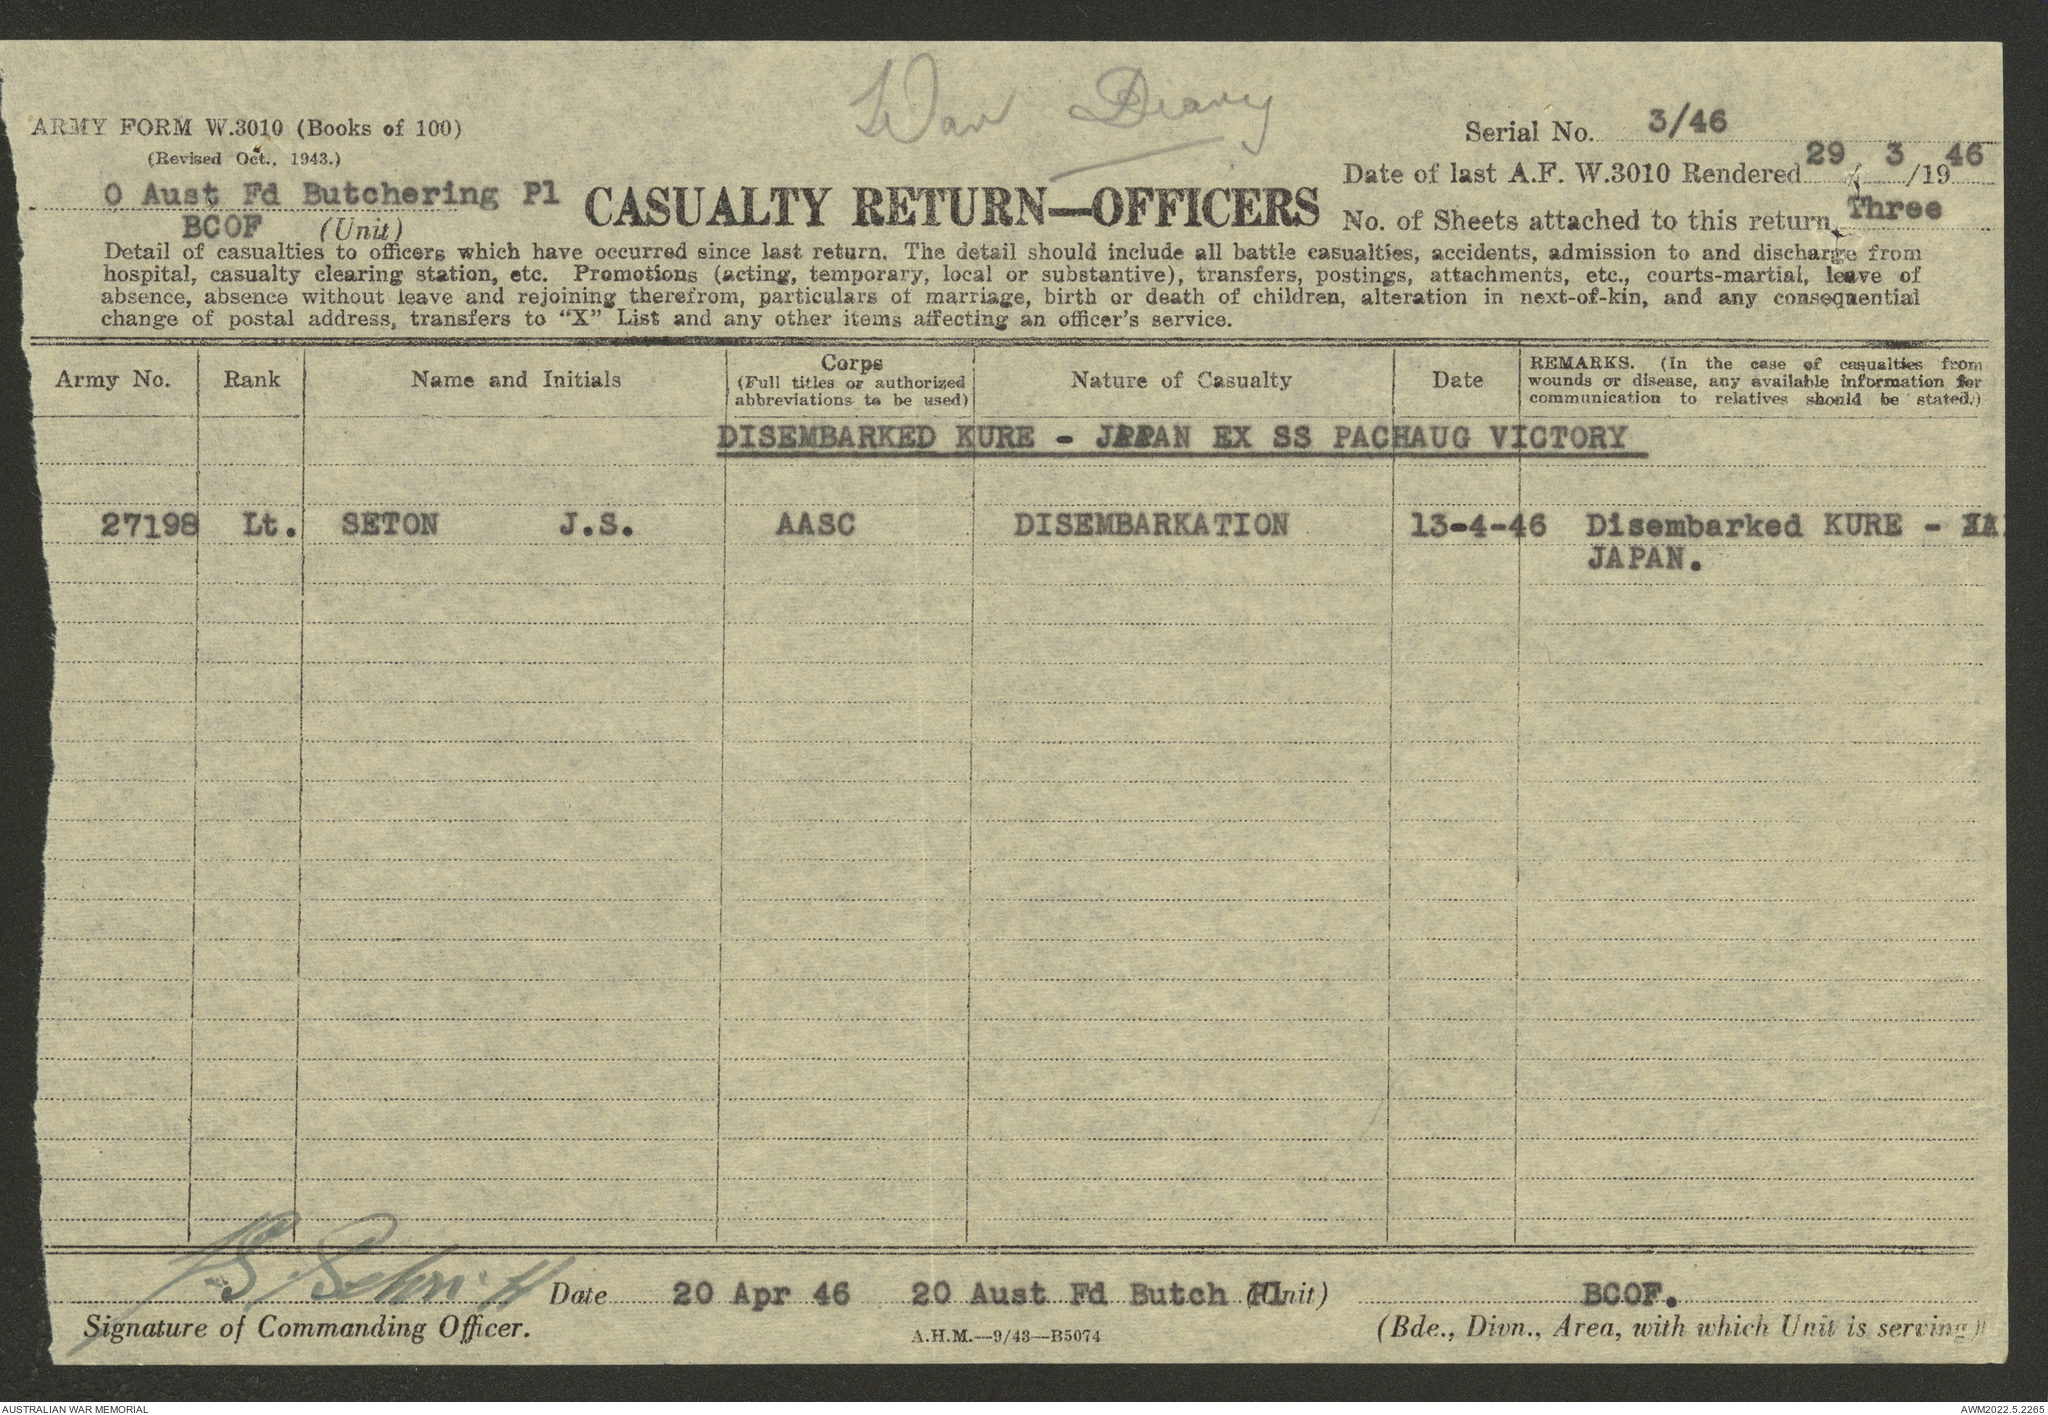 War Diary
ARMY FORM W.3010 (Books of 100)
(Revised Oct., 1943.)
Serial No. 3/46
Date of last A.F. W.3010 Rendered 29 / 3 /1946
0 Aust Fd Butchering Pl
BCOF (Unit)
CASUALTY RETURN—OFFICERS
No. of Sheets attached to this return Three
Detail of casualties to officers which have occurred since last return. The detail should include all battle casualties, accidents, admission to and discharge from
hospital, casualty clearing station, etc. Promotions (acting, temporary, local or substantive), transfers, postings, attachments, etc., courts-martial, leave of
absence, absence without leave and rejoining therefrom, particulars of marriage, birth or death of children, alteration in next-of-kin, and any consequential
change of postal address, transfers to "X" List and any other items affecting an officer's service.
Army No. Rank Name and Initials Corps Nature of Casualty Date REMARKS. (In the case of casualties from
(Full titles or authorized wounds or disease, any available information for
abbreviations to be used) communication to relatives should be stated.)
DISEMBARKED KURE - JAPAN EX SS PACHAUG VICTORY
27198 Lt. SETON J.S. AASC DISEMBARKATION 13-4-46 Disembarked KURE -
JAPAN.
Date 20 Apr 46 20 Aust Fd Butch Pl (Unit) BCOF.
Signature of Commanding Officer.
A.H.M.—9/43—B5074
(Bde., Divn., Area, with which Unit is serving)
AUSTRALIAN WAR MEMORIAL
AWM2022.5.2265